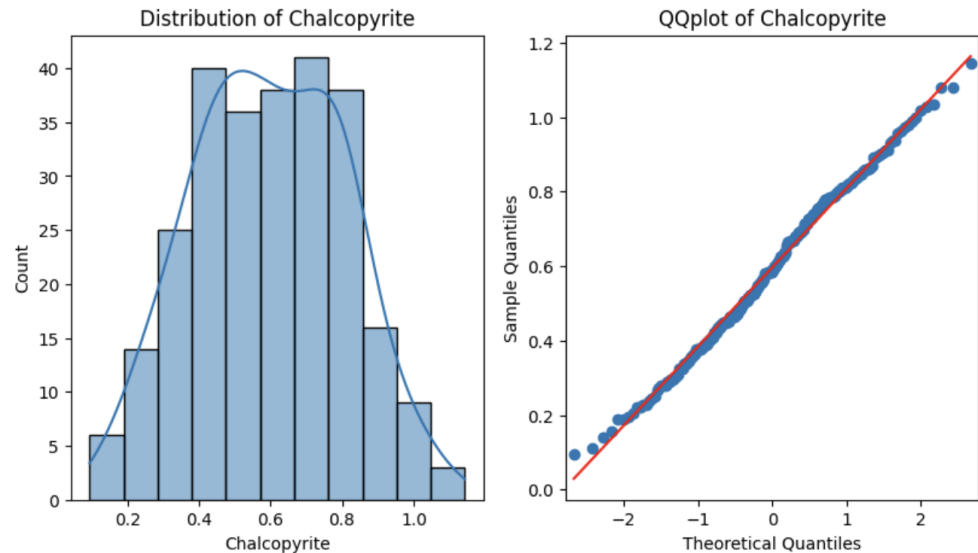 Distribution of Chalcopyrite
40
35
30
25
20
15
10
5
0
Count
0.2 0.4 0.6 0.8 1.0
Chalcopyrite
QQplot of Chalcopyrite
1.2
1.0
0.8
0.6
0.4
0.2
0.0
Sample Quantiles
−2 −1 0 1 2
Theoretical Quantiles